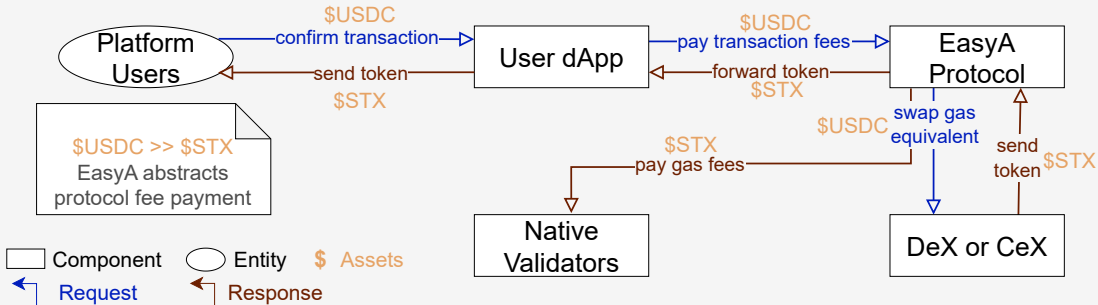 $USDC
confirm transaction
Platform
Users
send token
$STX
User dApp
$USDC
pay transaction fees
forward token
$STX
EasyA
Protocol
$USDC
swap gas
equivalent
send
token
$STX
$STX
pay gas fees
$USDC >> $STX
EasyA abstracts
protocol fee payment
Native
Validators
DeX or CeX
Component
Entity
$ Assets
Request
Response